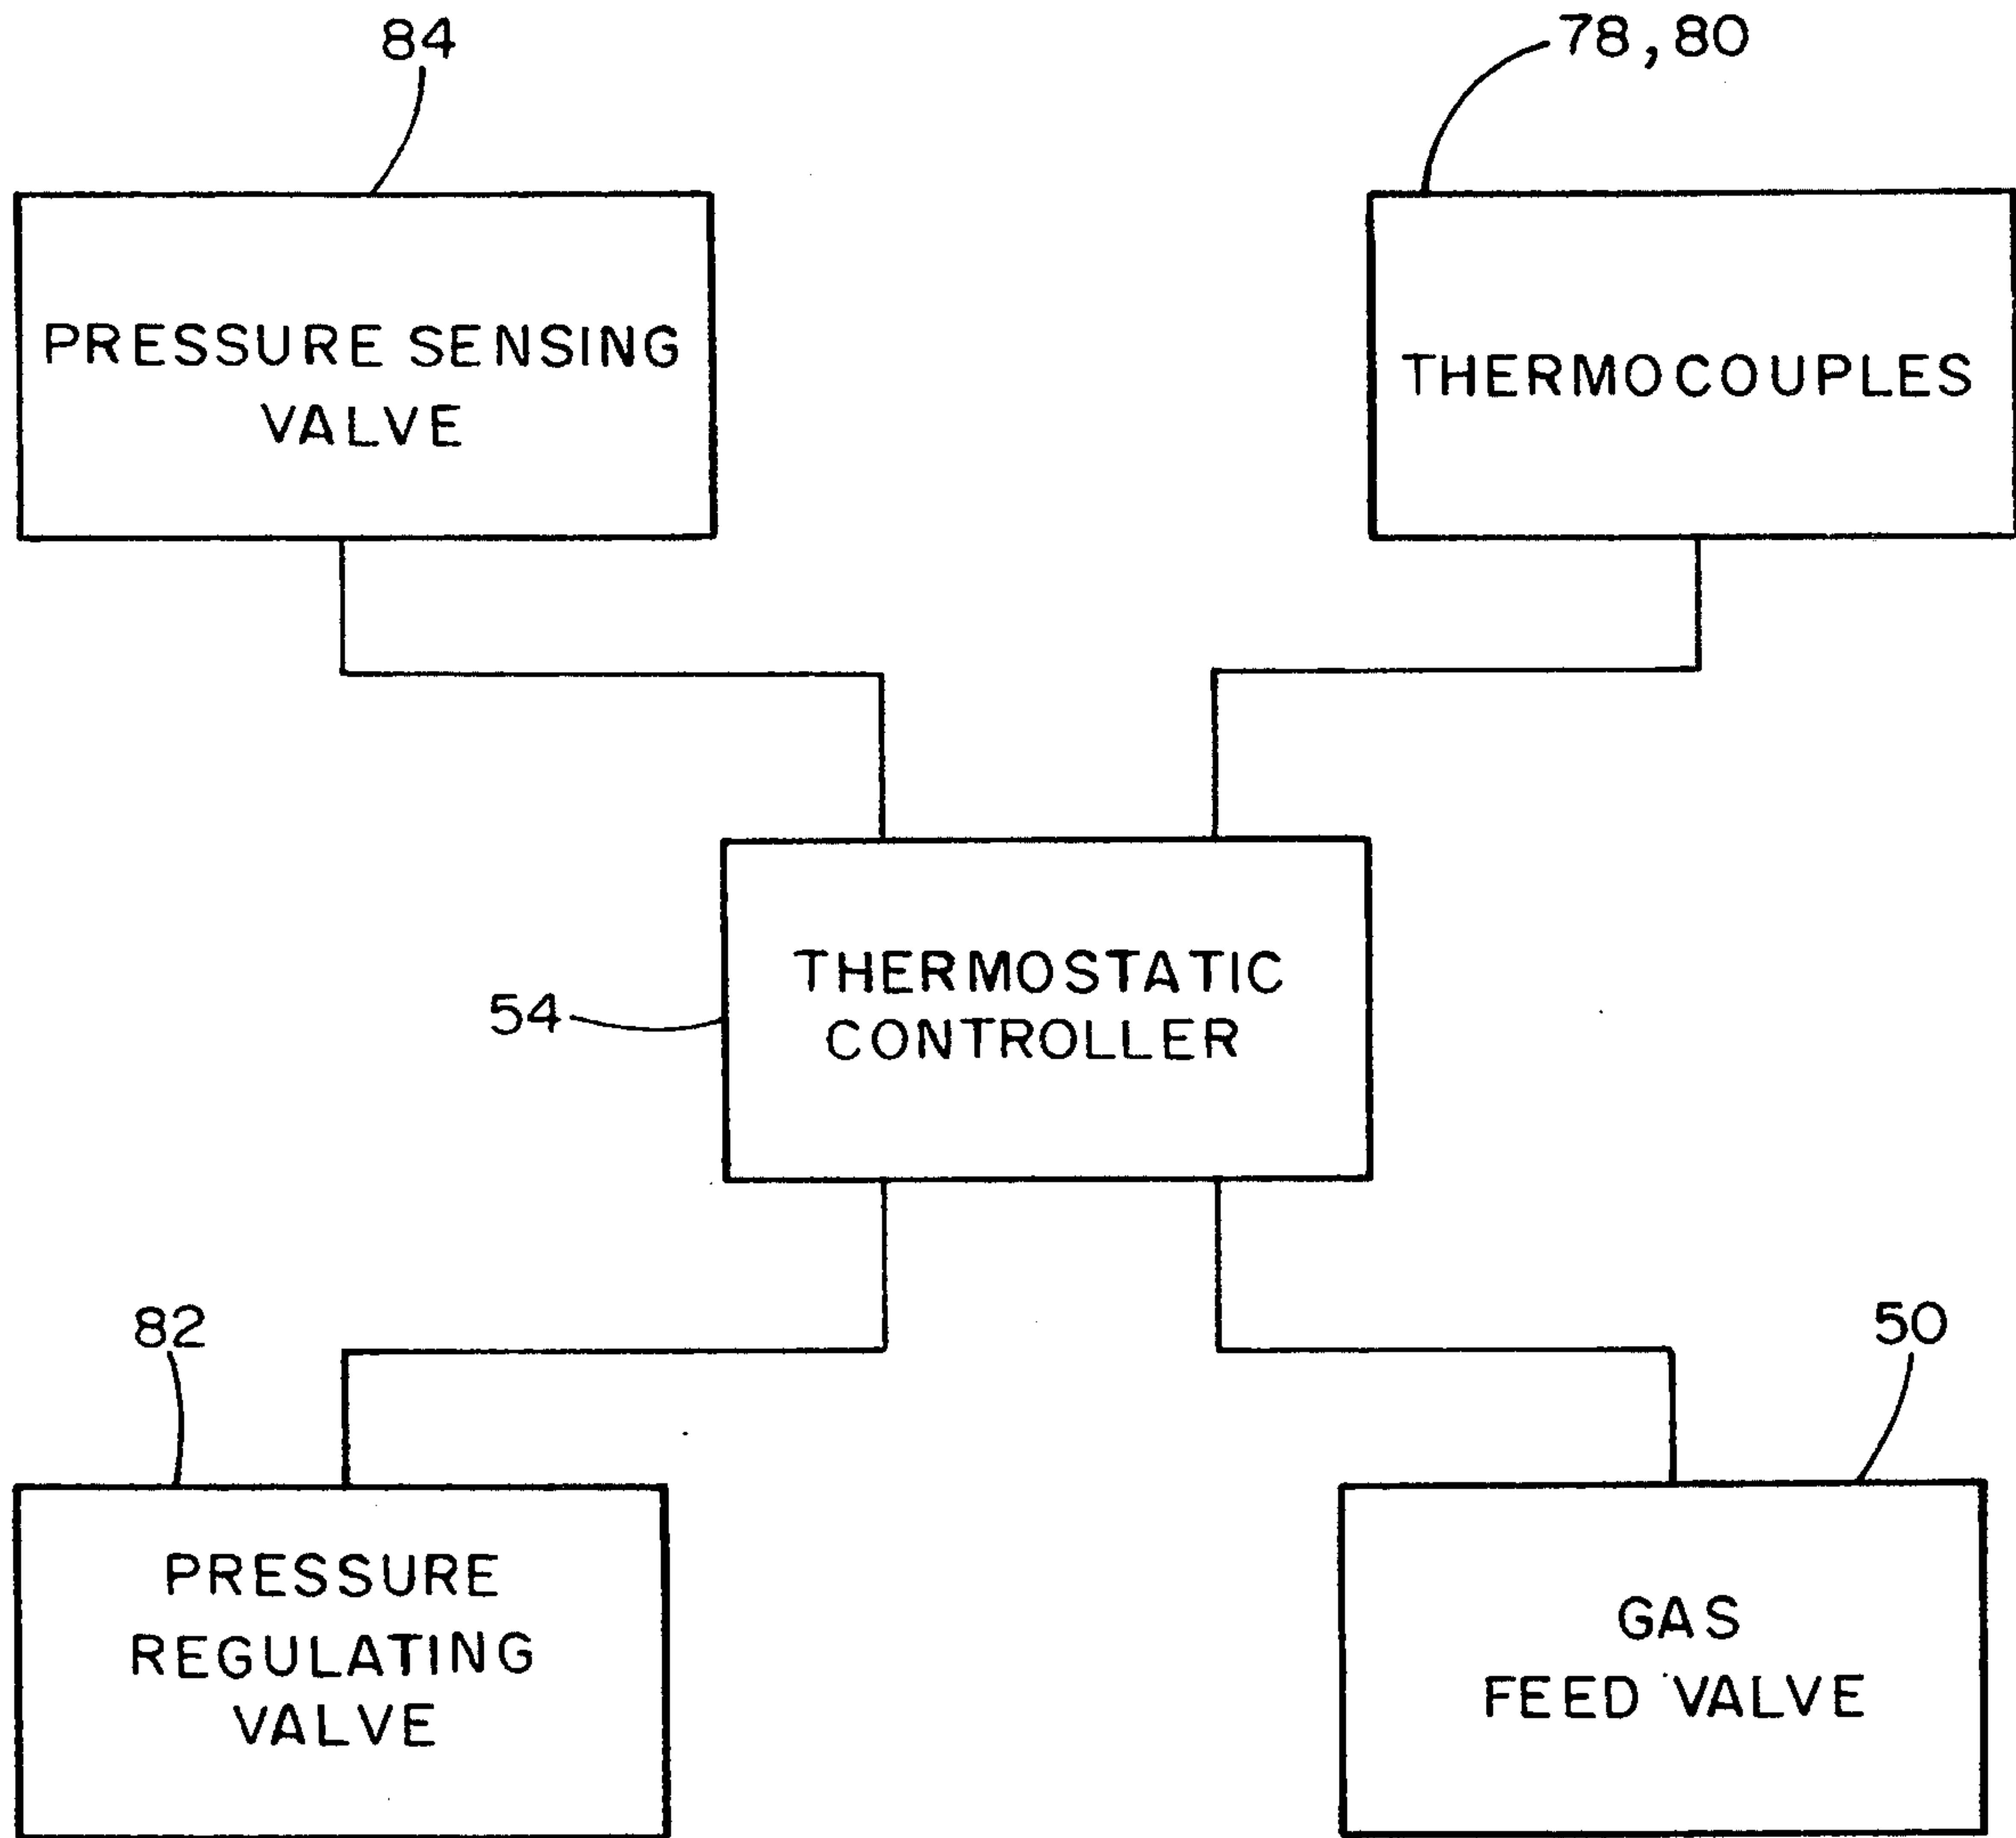 84
78,80
PRESSURE SENSING
VALVE
THERMOCOUPLES
THERMOSTATIC
CONTROLLER
54
82
50
PRESSURE
REGULATING
VALVE
GAS
FEED VALVE